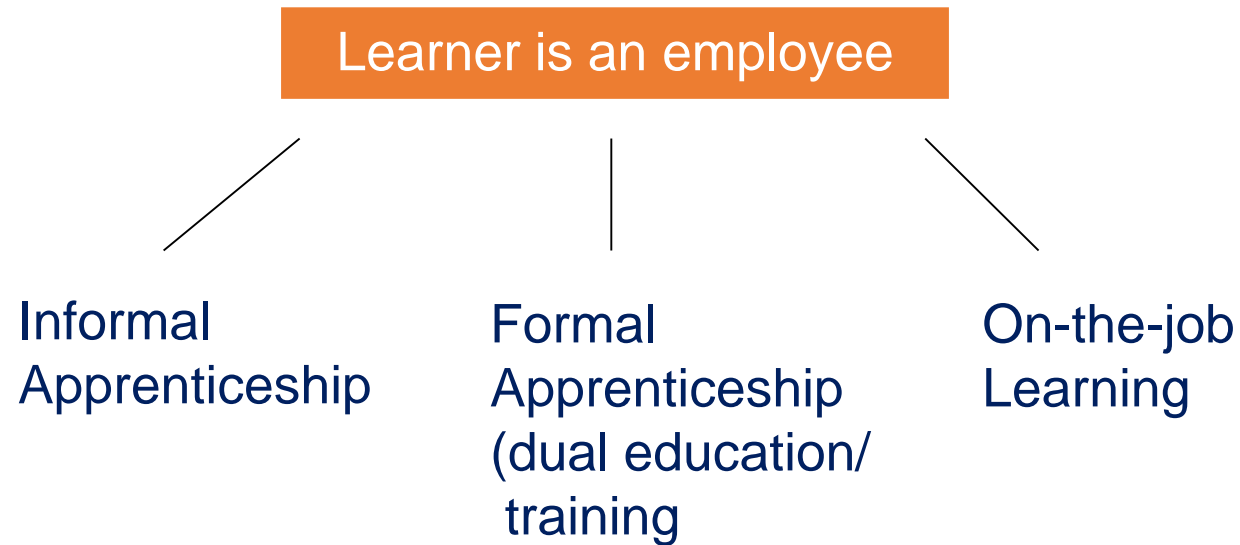 Learner is an employee
Informal
Apprenticeship
Formal
Apprenticeship
(dual education/
training
On-the-job
Learning